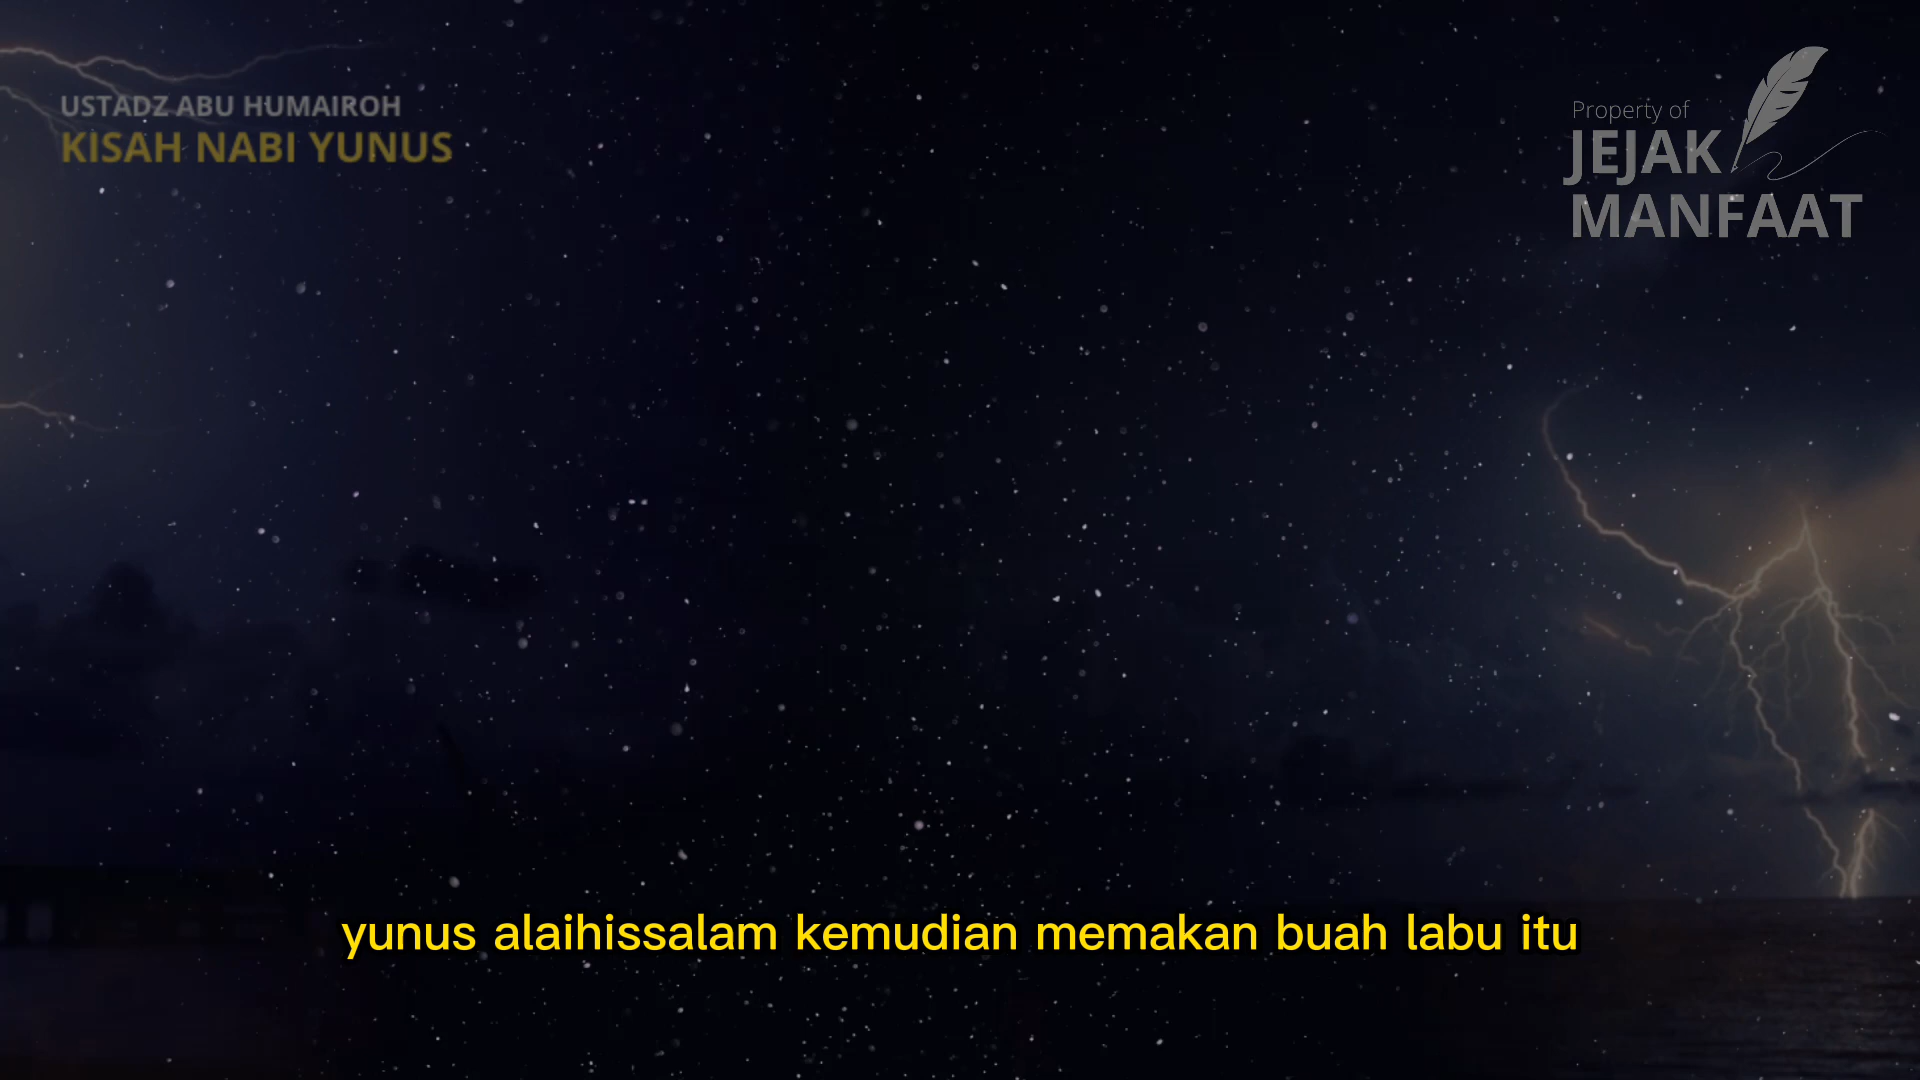 USTADZ ABU HUMAIROH
KISAH NABI YUNUS
Property of
JEJAK
MANFAAT
yunus alaihissalam kemudian memakan buah labu itu